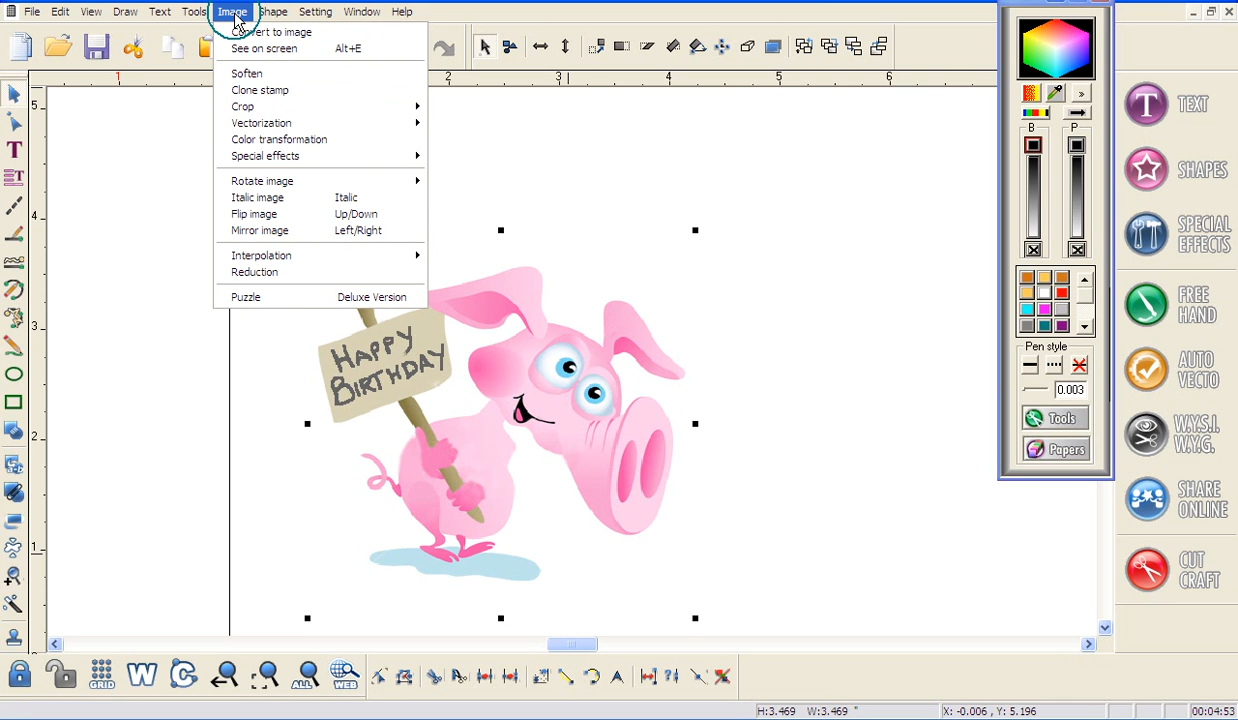 File Edit View Draw Text Tools Image Shape Setting Window Help
Convert to image
See on screen Alt+E
Soften
Clone stamp
Crop
Vectorization
Color transformation
Special effects
Rotate image
Italic image Italic
Flip image Up/Down
Mirror image Left/Right
Interpolation
Reduction
Puzzle Deluxe Version
1 2 3 4 5 6
5
4
3
2
1
HAPPY
BIRTHDAY
B P
Pen style
0.003
Tools
Papers
TEXT
SHAPES
SPECIAL
EFFECTS
FREE
HAND
AUTO
VECTO
W.Y.S.I.
W.Y.G.
SHARE
ONLINE
CUT
CRAFT
GRID W C ALL WEB
H:3.469 W:3.469 " X: -0.006 , Y: 5.196 00:04:53